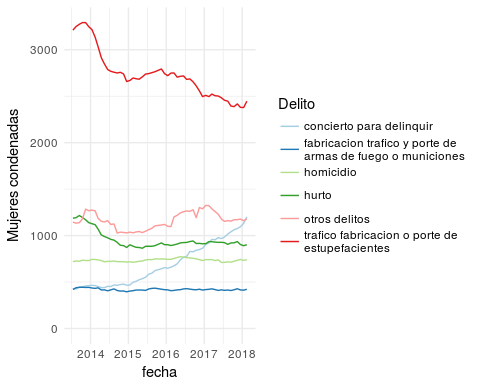 Mujeres condenadas
3000
2000
1000
0
2014 2015 2016 2017 2018
fecha
Delito
concierto para delinquir
fabricacion trafico y porte de
armas de fuego o municiones
homicidio
hurto
otros delitos
trafico fabricacion o porte de
estupefacientes